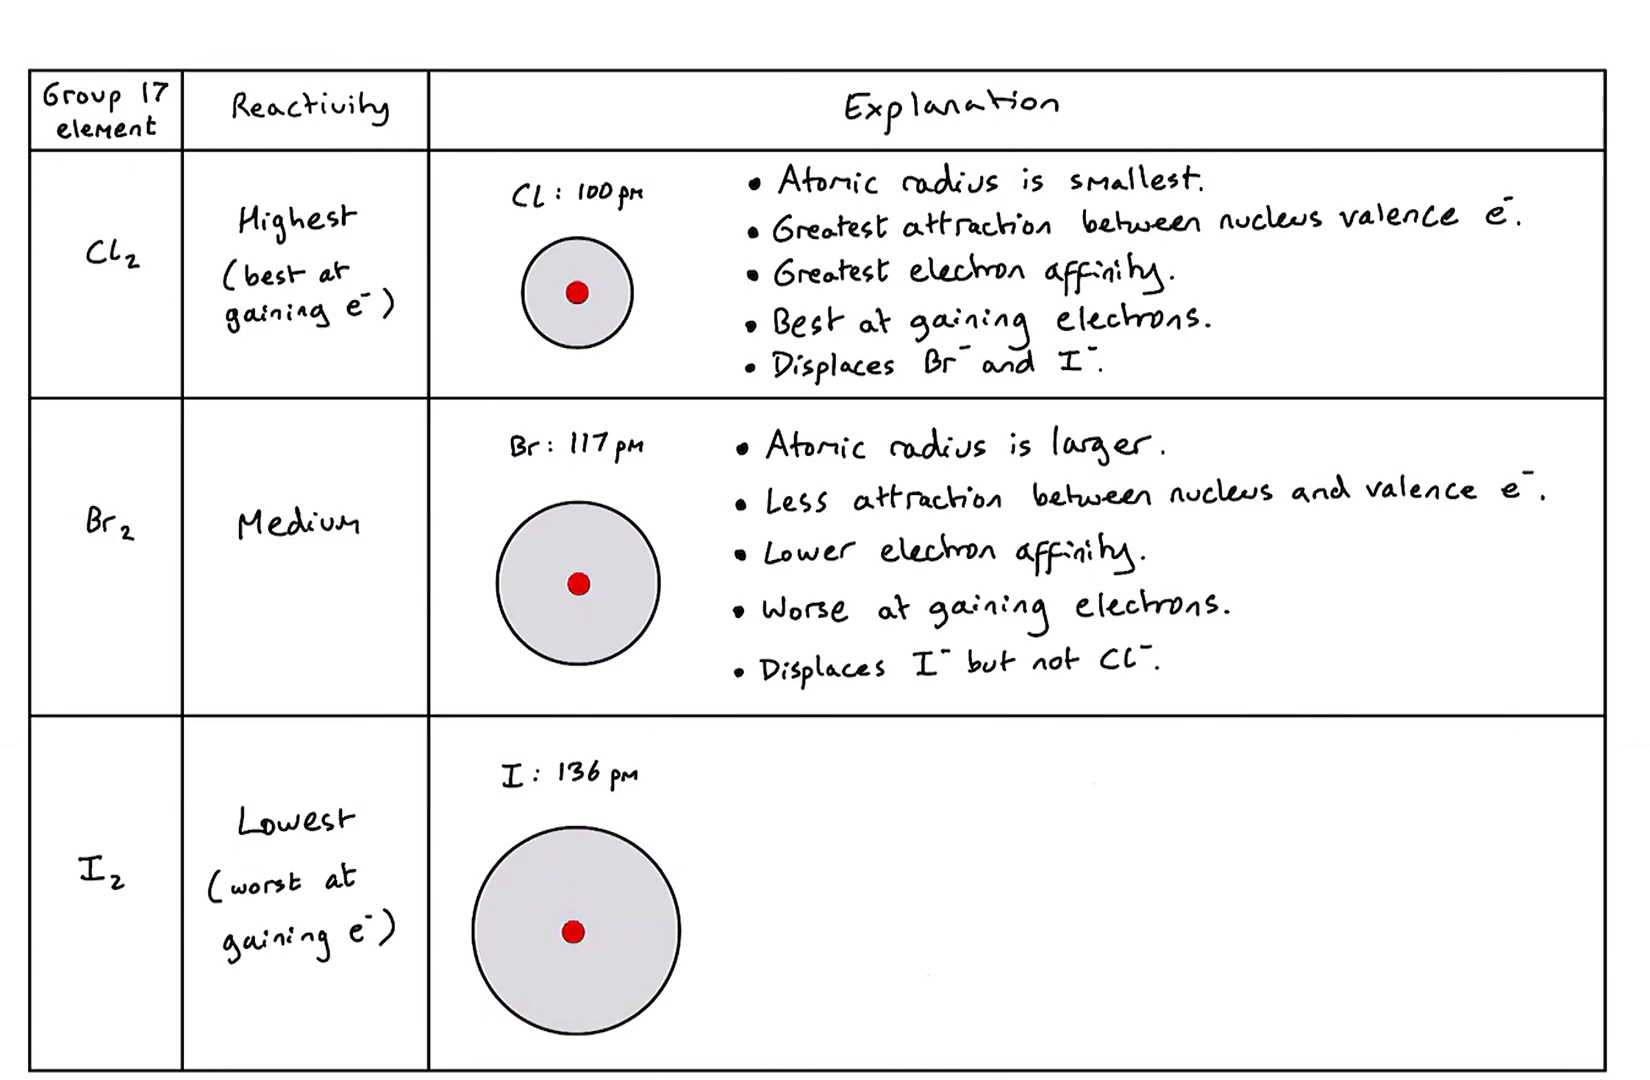 Group 17
element
Reactivity
Explanation
Cl₂
Highest
(best at
gaining e⁻)
Cl: 100 pm
• Atomic radius is smallest.
• Greatest attraction between nucleus valence e⁻.
• Greatest electron affinity.
• Best at gaining electrons.
• Displaces Br⁻ and I⁻.
Br₂
Medium
Br: 117 pm
• Atomic radius is larger.
• Less attraction between nucleus and valence e⁻.
• Lower electron affinity.
• Worse at gaining electrons.
• Displaces I⁻ but not Cl⁻.
I₂
Lowest
(worst at
gaining e⁻)
I: 136 pm